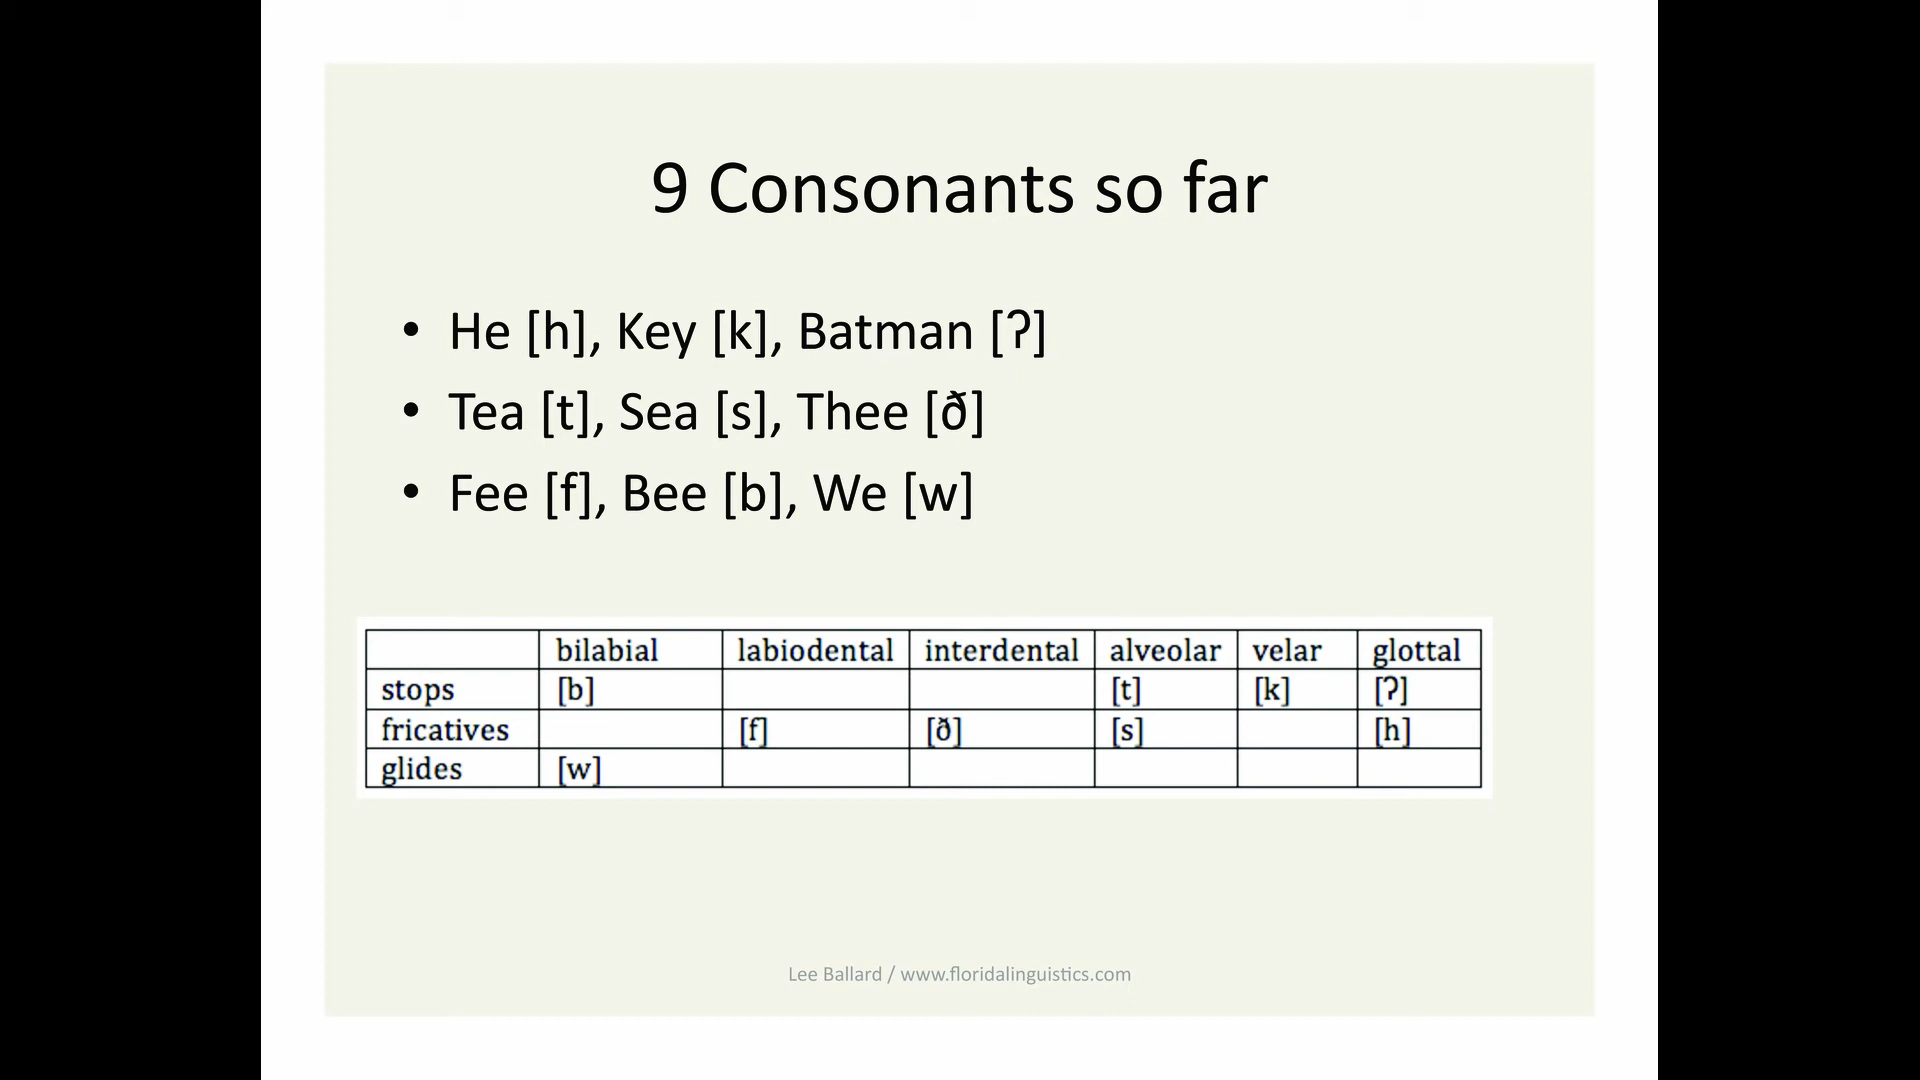 9 Consonants so far
• He [h], Key [k], Batman [ʔ]
• Tea [t], Sea [s], Thee [ð]
• Fee [f], Bee [b], We [w]
bilabial labiodental interdental alveolar velar glottal
stops [b] [t] [k] [ʔ]
fricatives [f] [ð] [s] [h]
glides [w]
Lee Ballard / www.floridalinguistics.com